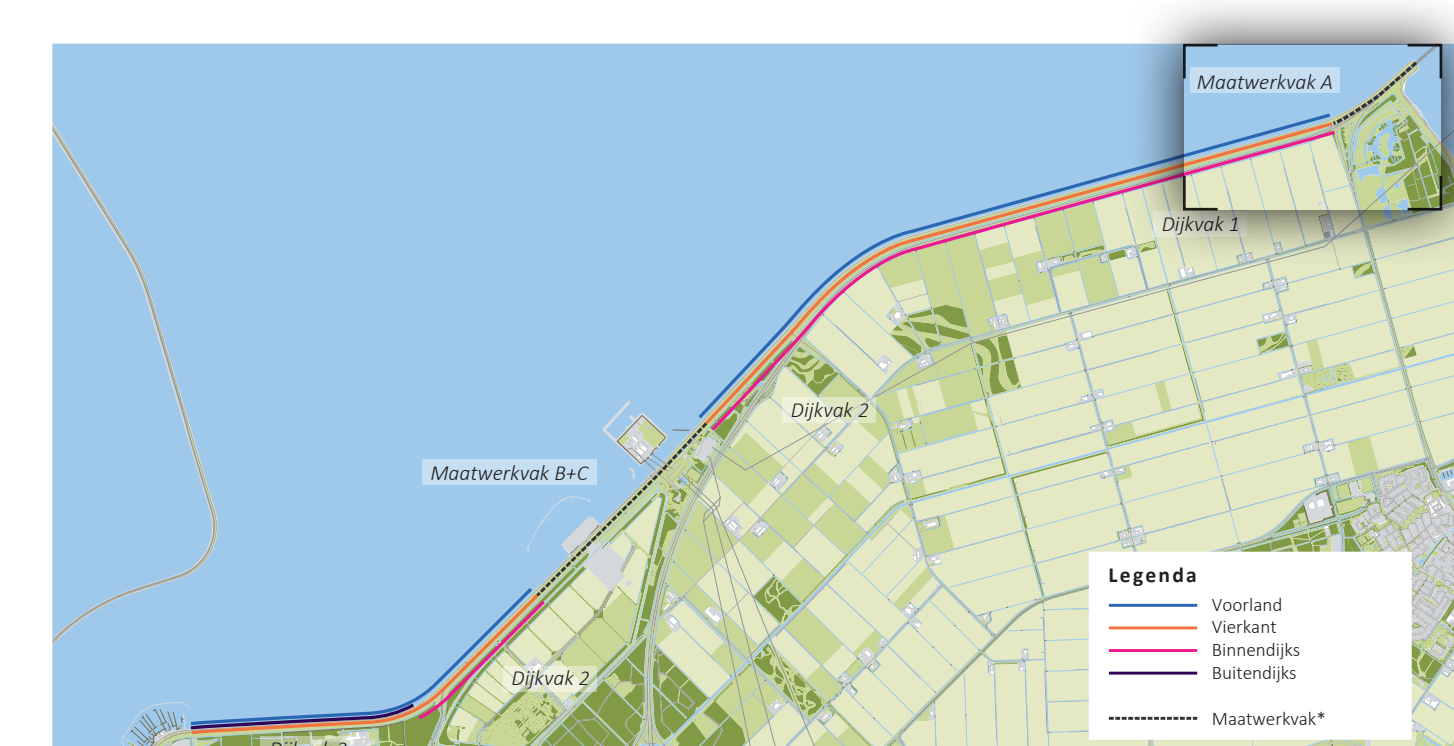 Maatwerkvak A
Dijkvak 1
Dijkvak 2
Maatwerkvak B+C
Dijkvak 2
Legenda
Voorland
Vierkant
Binnendijks
Buitendijks
Maatwerkvak*